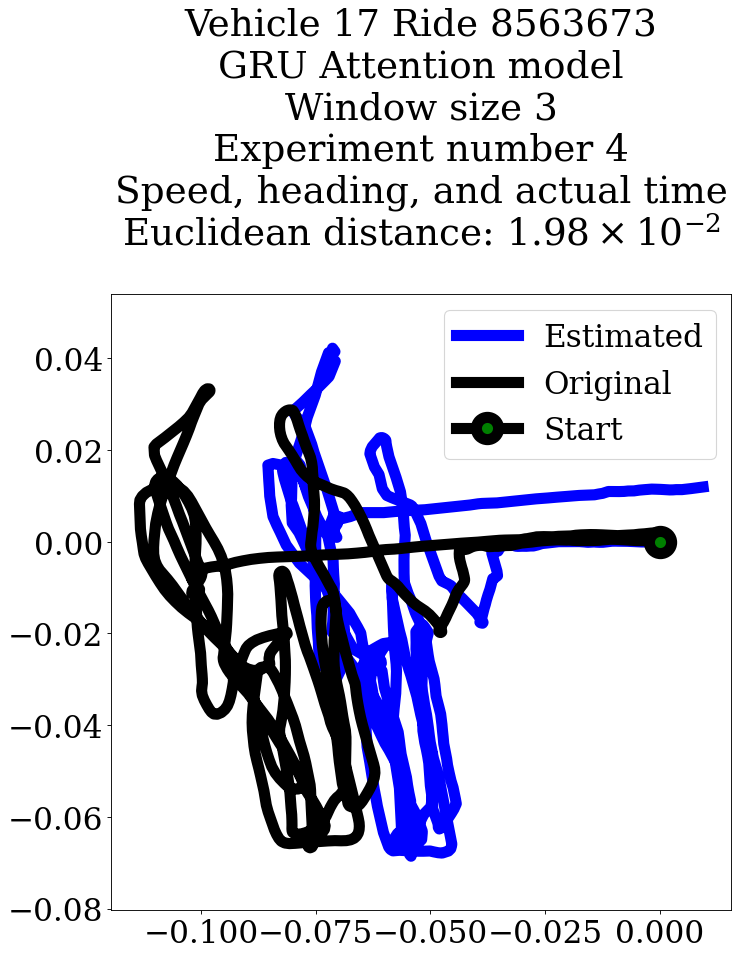 Vehicle 17 Ride 8563673
GRU Attention model
Window size 3
Experiment number 4
Speed, heading, and actual time
Euclidean distance: 1.98 × 10⁻²
Estimated
Original
Start
0.04
0.02
0.00
−0.02
−0.04
−0.06
−0.08
−0.100 −0.075 −0.050 −0.025 0.000